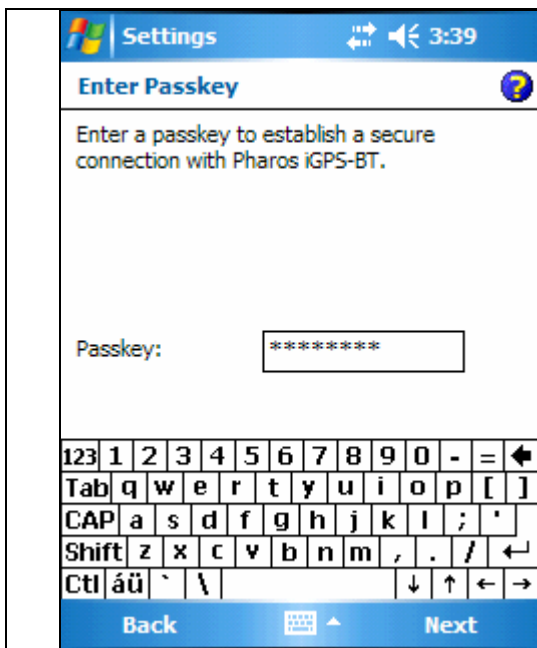 Settings 3:39
Enter Passkey ?
Enter a passkey to establish a secure
connection with Pharos iGPS-BT.
Passkey: ********
123 1 2 3 4 5 6 7 8 9 0 - =
Tab q w e r t y u i o p [ ]
CAP a s d f g h j k l ; '
Shift z x c v b n m , . /
Ctl áü ` \ ↓ ↑ ← →
Back Next